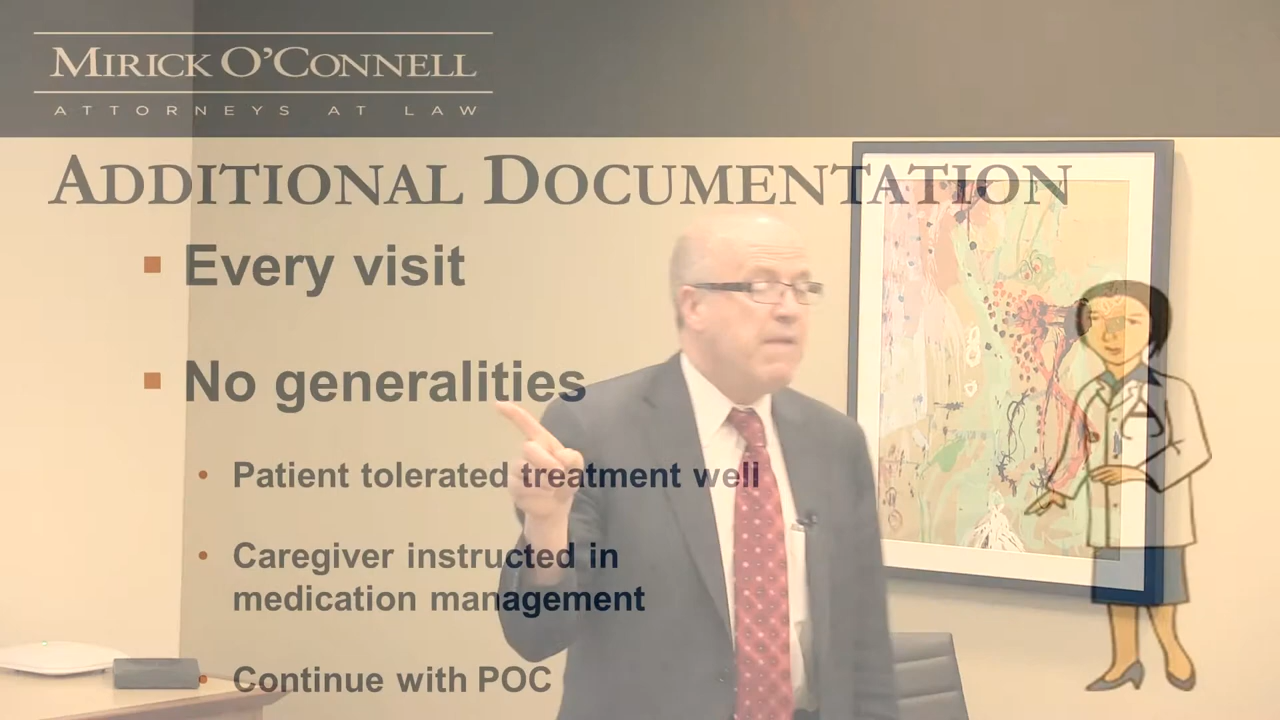 MIRICK O'CONNELL
ATTORNEYS AT LAW
ADDITIONAL DOCUMENTATION
Every visit
No generalities
Patient tolerated treatment well
Caregiver instructed in
medication management
Continue with POC